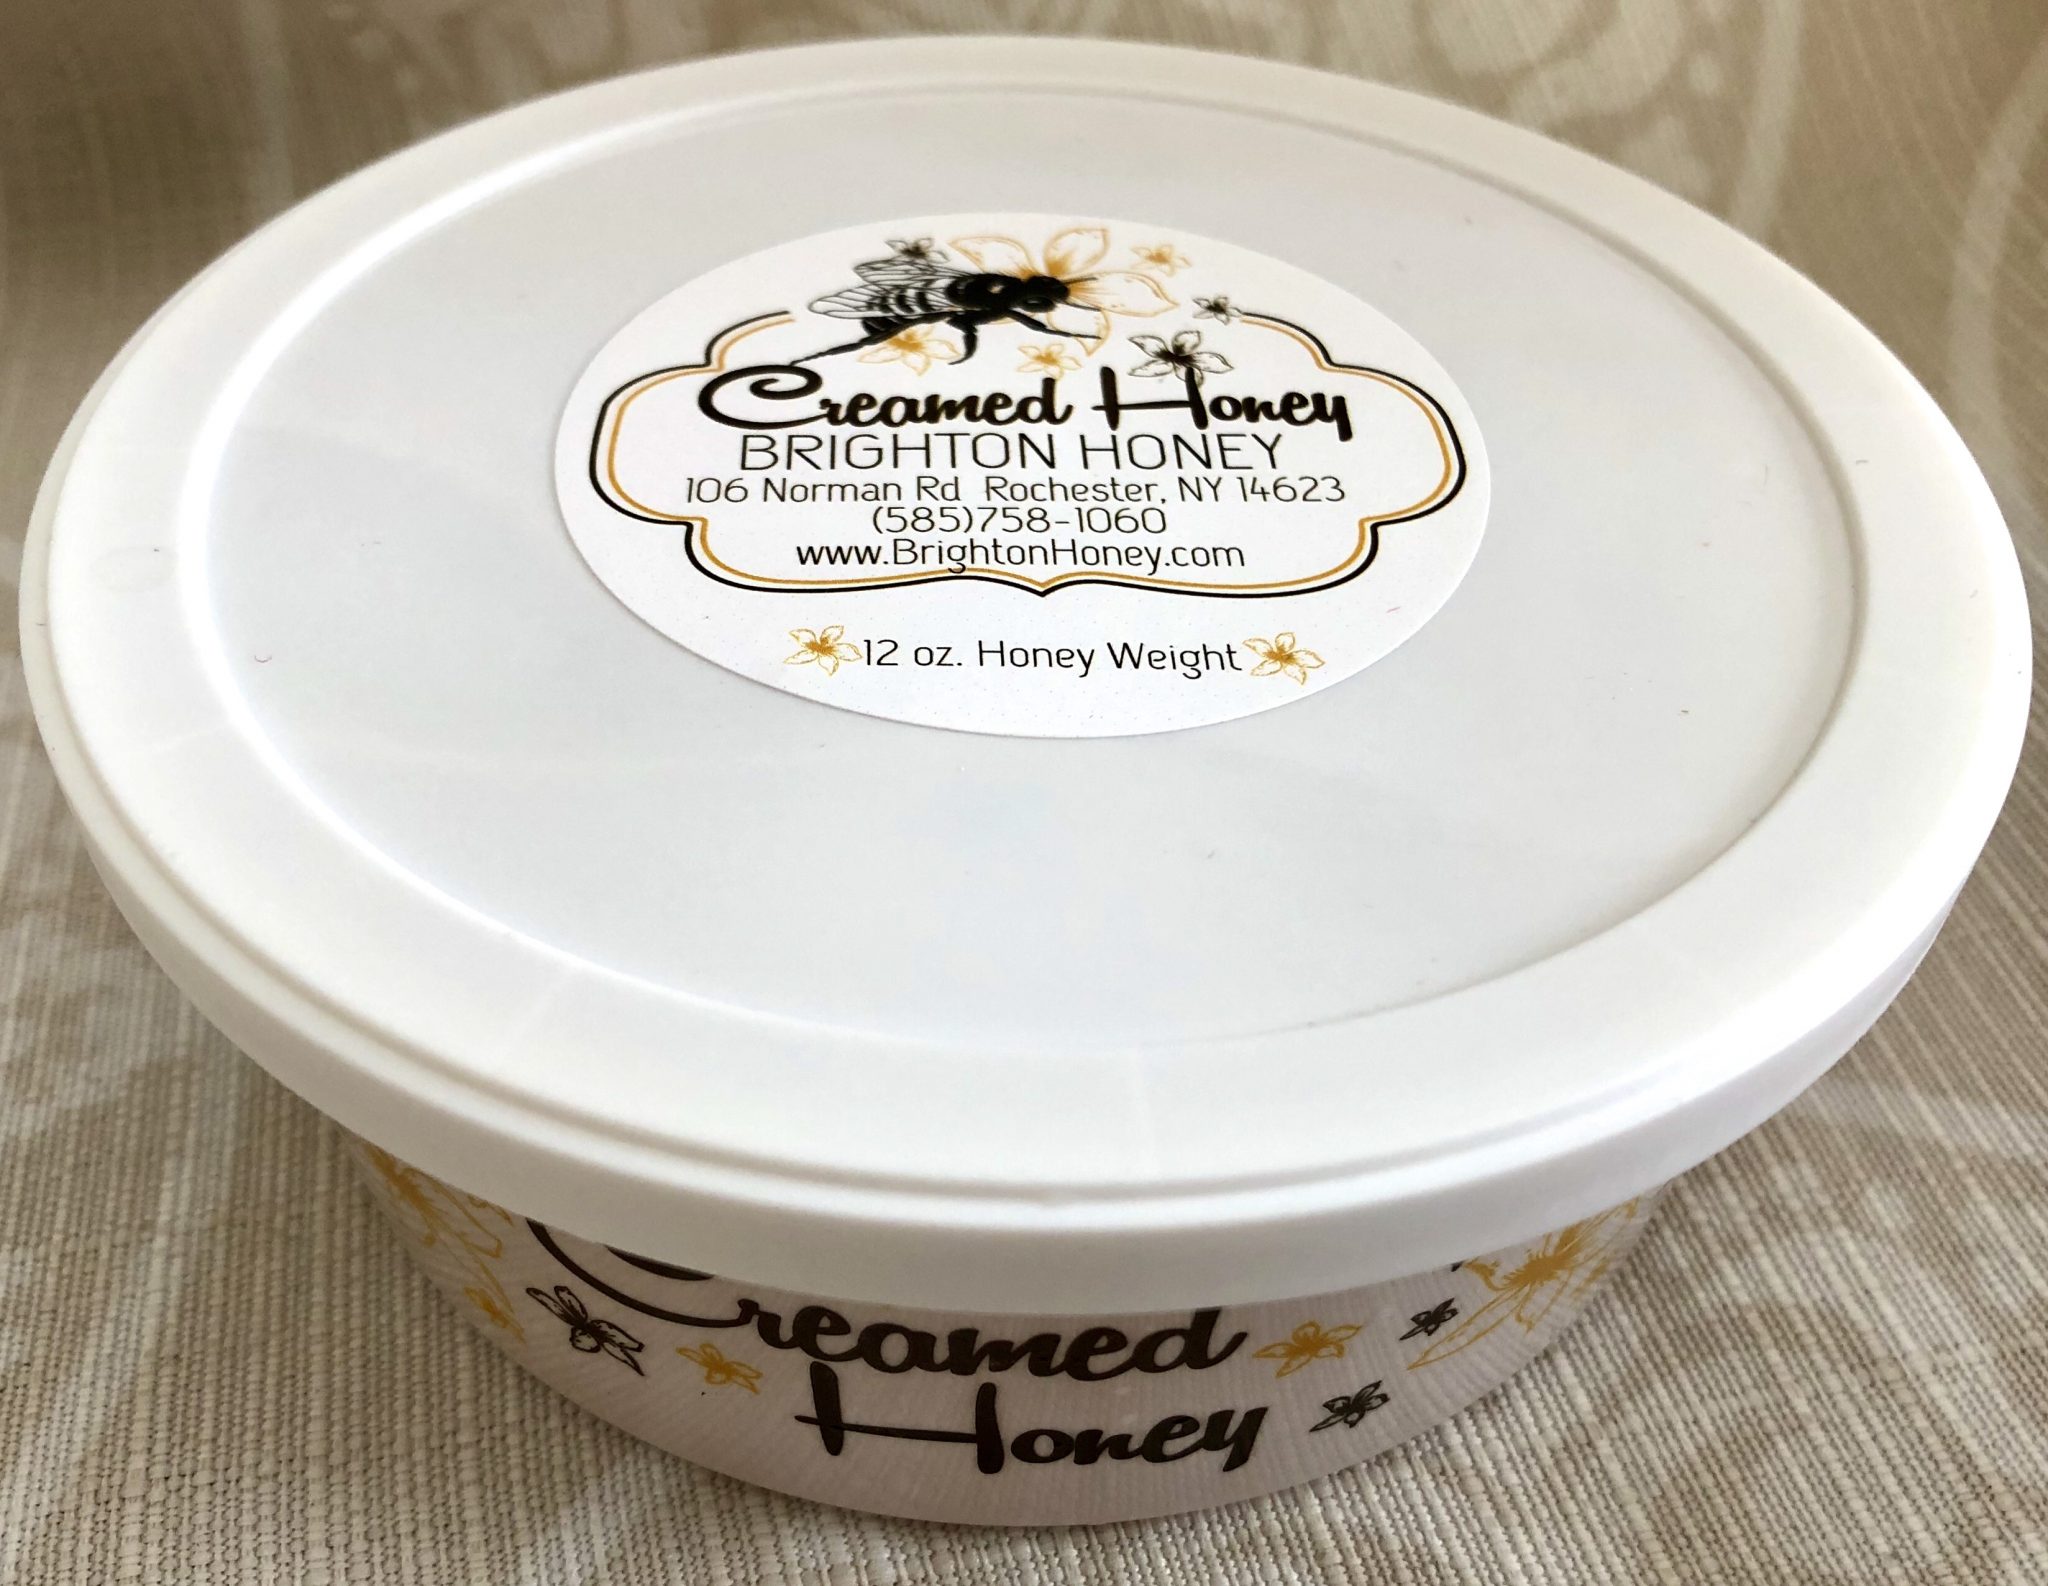 Creamed Honey
BRIGHTON HONEY
106 Norman Rd Rochester, NY 14623
(585)758-1060
www.BrightonHoney.com
12 oz. Honey Weight
Creamed
Honey